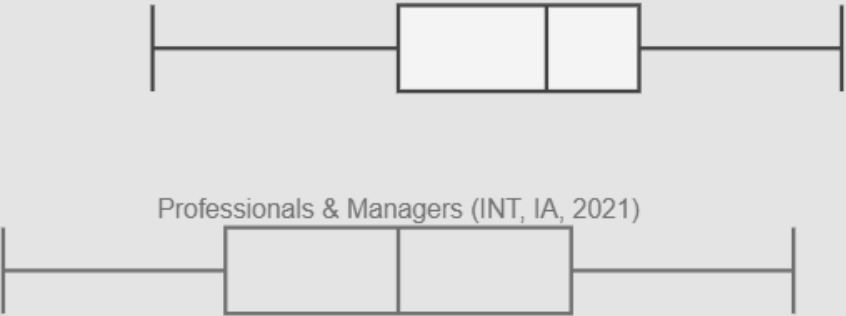 Professionals & Managers (INT, IA, 2021)